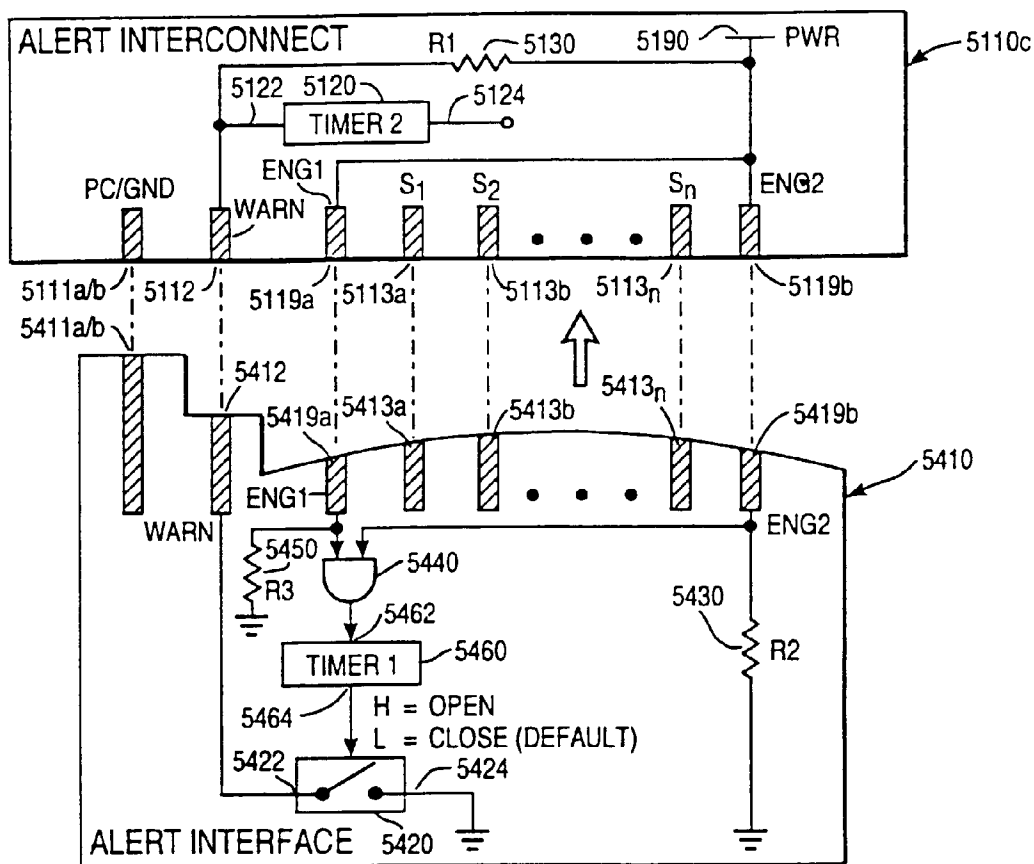 ALERT INTERCONNECT
R1 5130 5190 PWR 5110c
5122 5120 5124
TIMER 2
PC/GND WARN ENG1 S1 S2 Sn ENG2
5111a/b 5112 5119a 5113a 5113b 5113n 5119b
5411a/b
5412 5419a 5413a 5413b 5413n 5419b
5410
WARN ENG1 ENG2
5450 R3 5440
5430 R2
5462
TIMER 1 5460
5464 H = OPEN
L = CLOSE (DEFAULT)
5422 5424
5420
ALERT INTERFACE